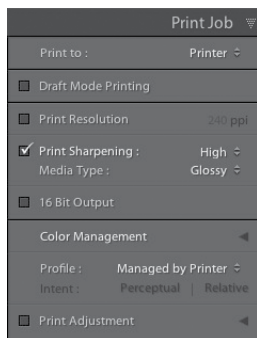 Print Job
Print to : Printer
Draft Mode Printing
Print Resolution 240 ppi
Print Sharpening : High
Media Type : Glossy
16 Bit Output
Color Management
Profile : Managed by Printer
Intent : Perceptual | Relative
Print Adjustment